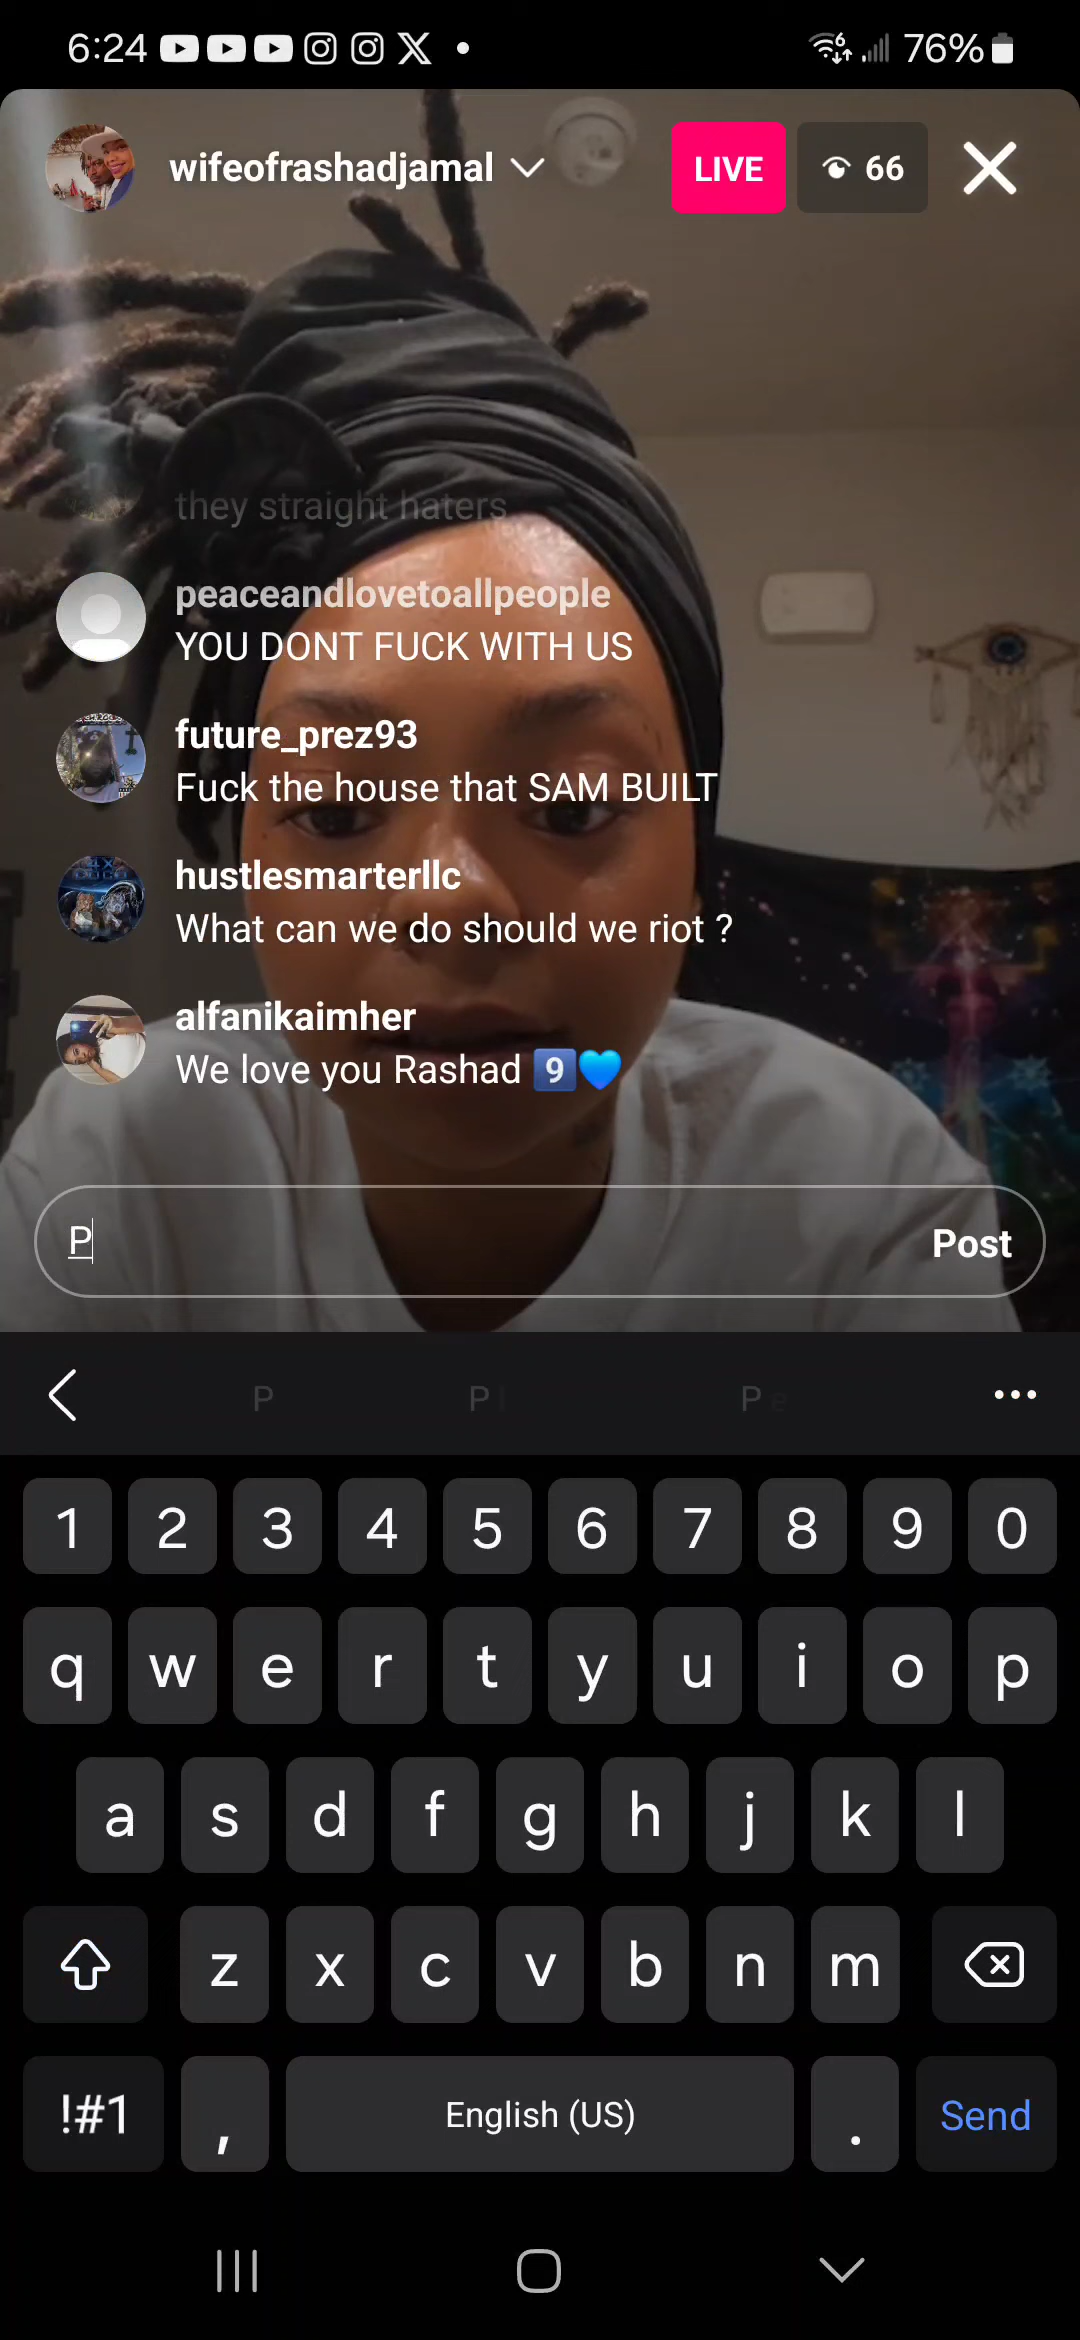 6:24 76%
wifeofrashadjamal LIVE 66
they straight haters
peaceandlovetoallpeople
YOU DONT FUCK WITH US
future_prez93
Fuck the house that SAM BUILT
hustlesmarterllc
What can we do should we riot ?
alfanikaimher
We love you Rashad 9️⃣💙
P Post
P P P
1 2 3 4 5 6 7 8 9 0
q w e r t y u i o p
a s d f g h j k l
z x c v b n m
!#1 , English (US) . Send